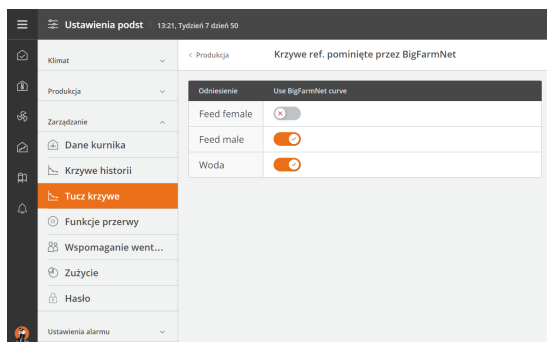 Ustawienia podst 13:21, Tydzień 7 dzień 50
Klimat
Produkcja
Zarządzanie
Dane kurnika
Krzywe historii
Tucz krzywe
Funkcje przerwy
Wspomaganie went...
Zużycie
Hasło
Ustawienia alarmu
< Produkcja Krzywe ref. pominięte przez BigFarmNet
Odniesienie Use BigFarmNet curve
Feed female
Feed male
Woda